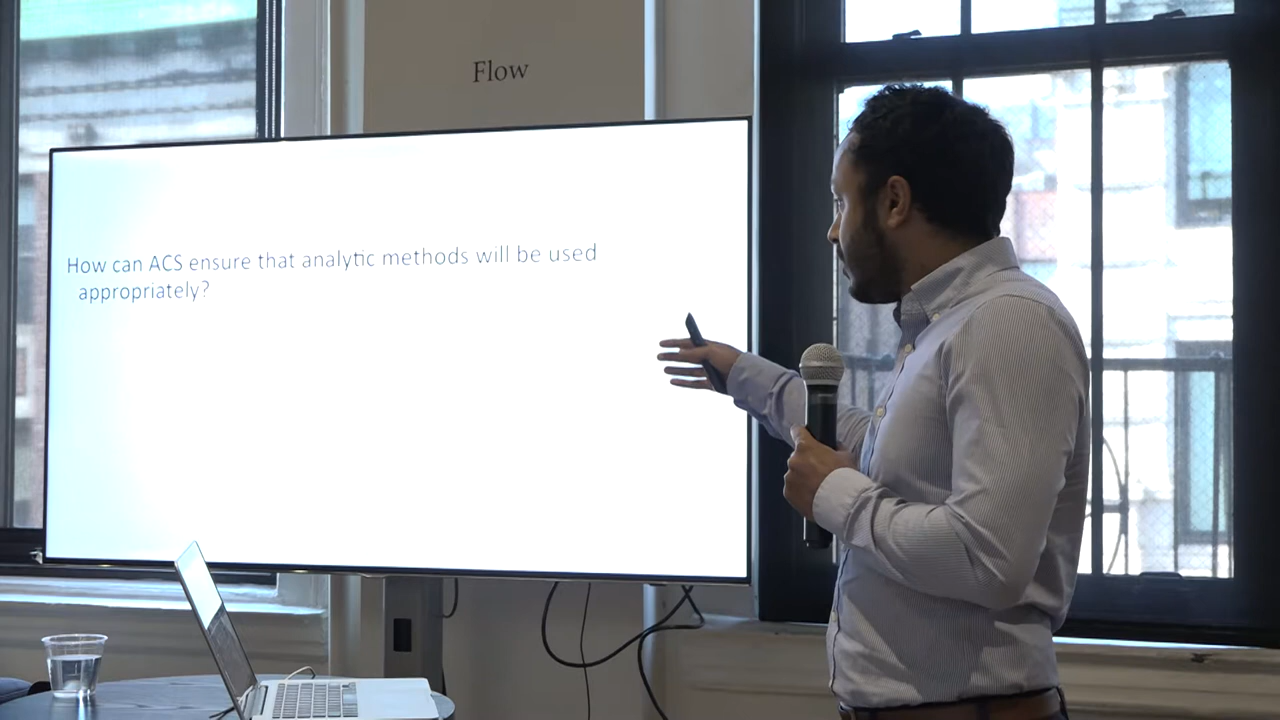 Flow
How can ACS ensure that analytic methods will be used
appropriately?